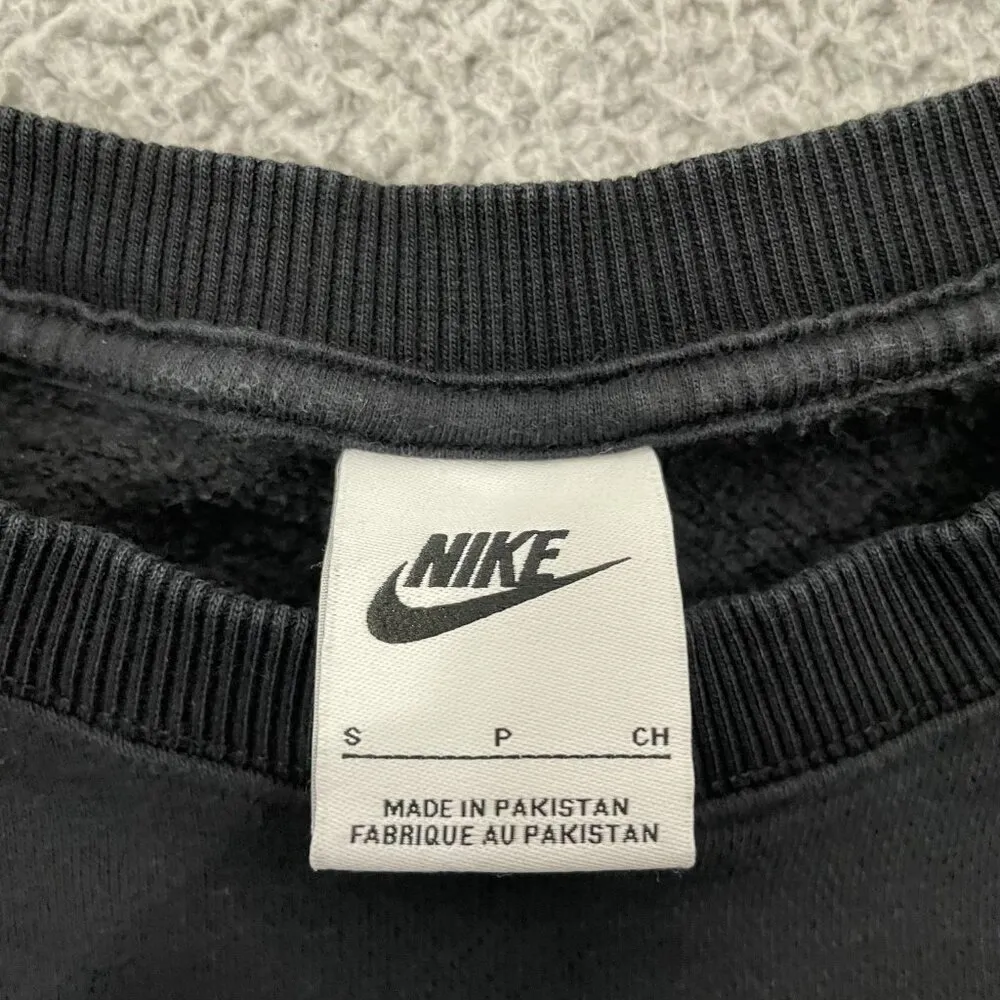 NIKE
S P CH
MADE IN PAKISTAN
FABRIQUE AU PAKISTAN